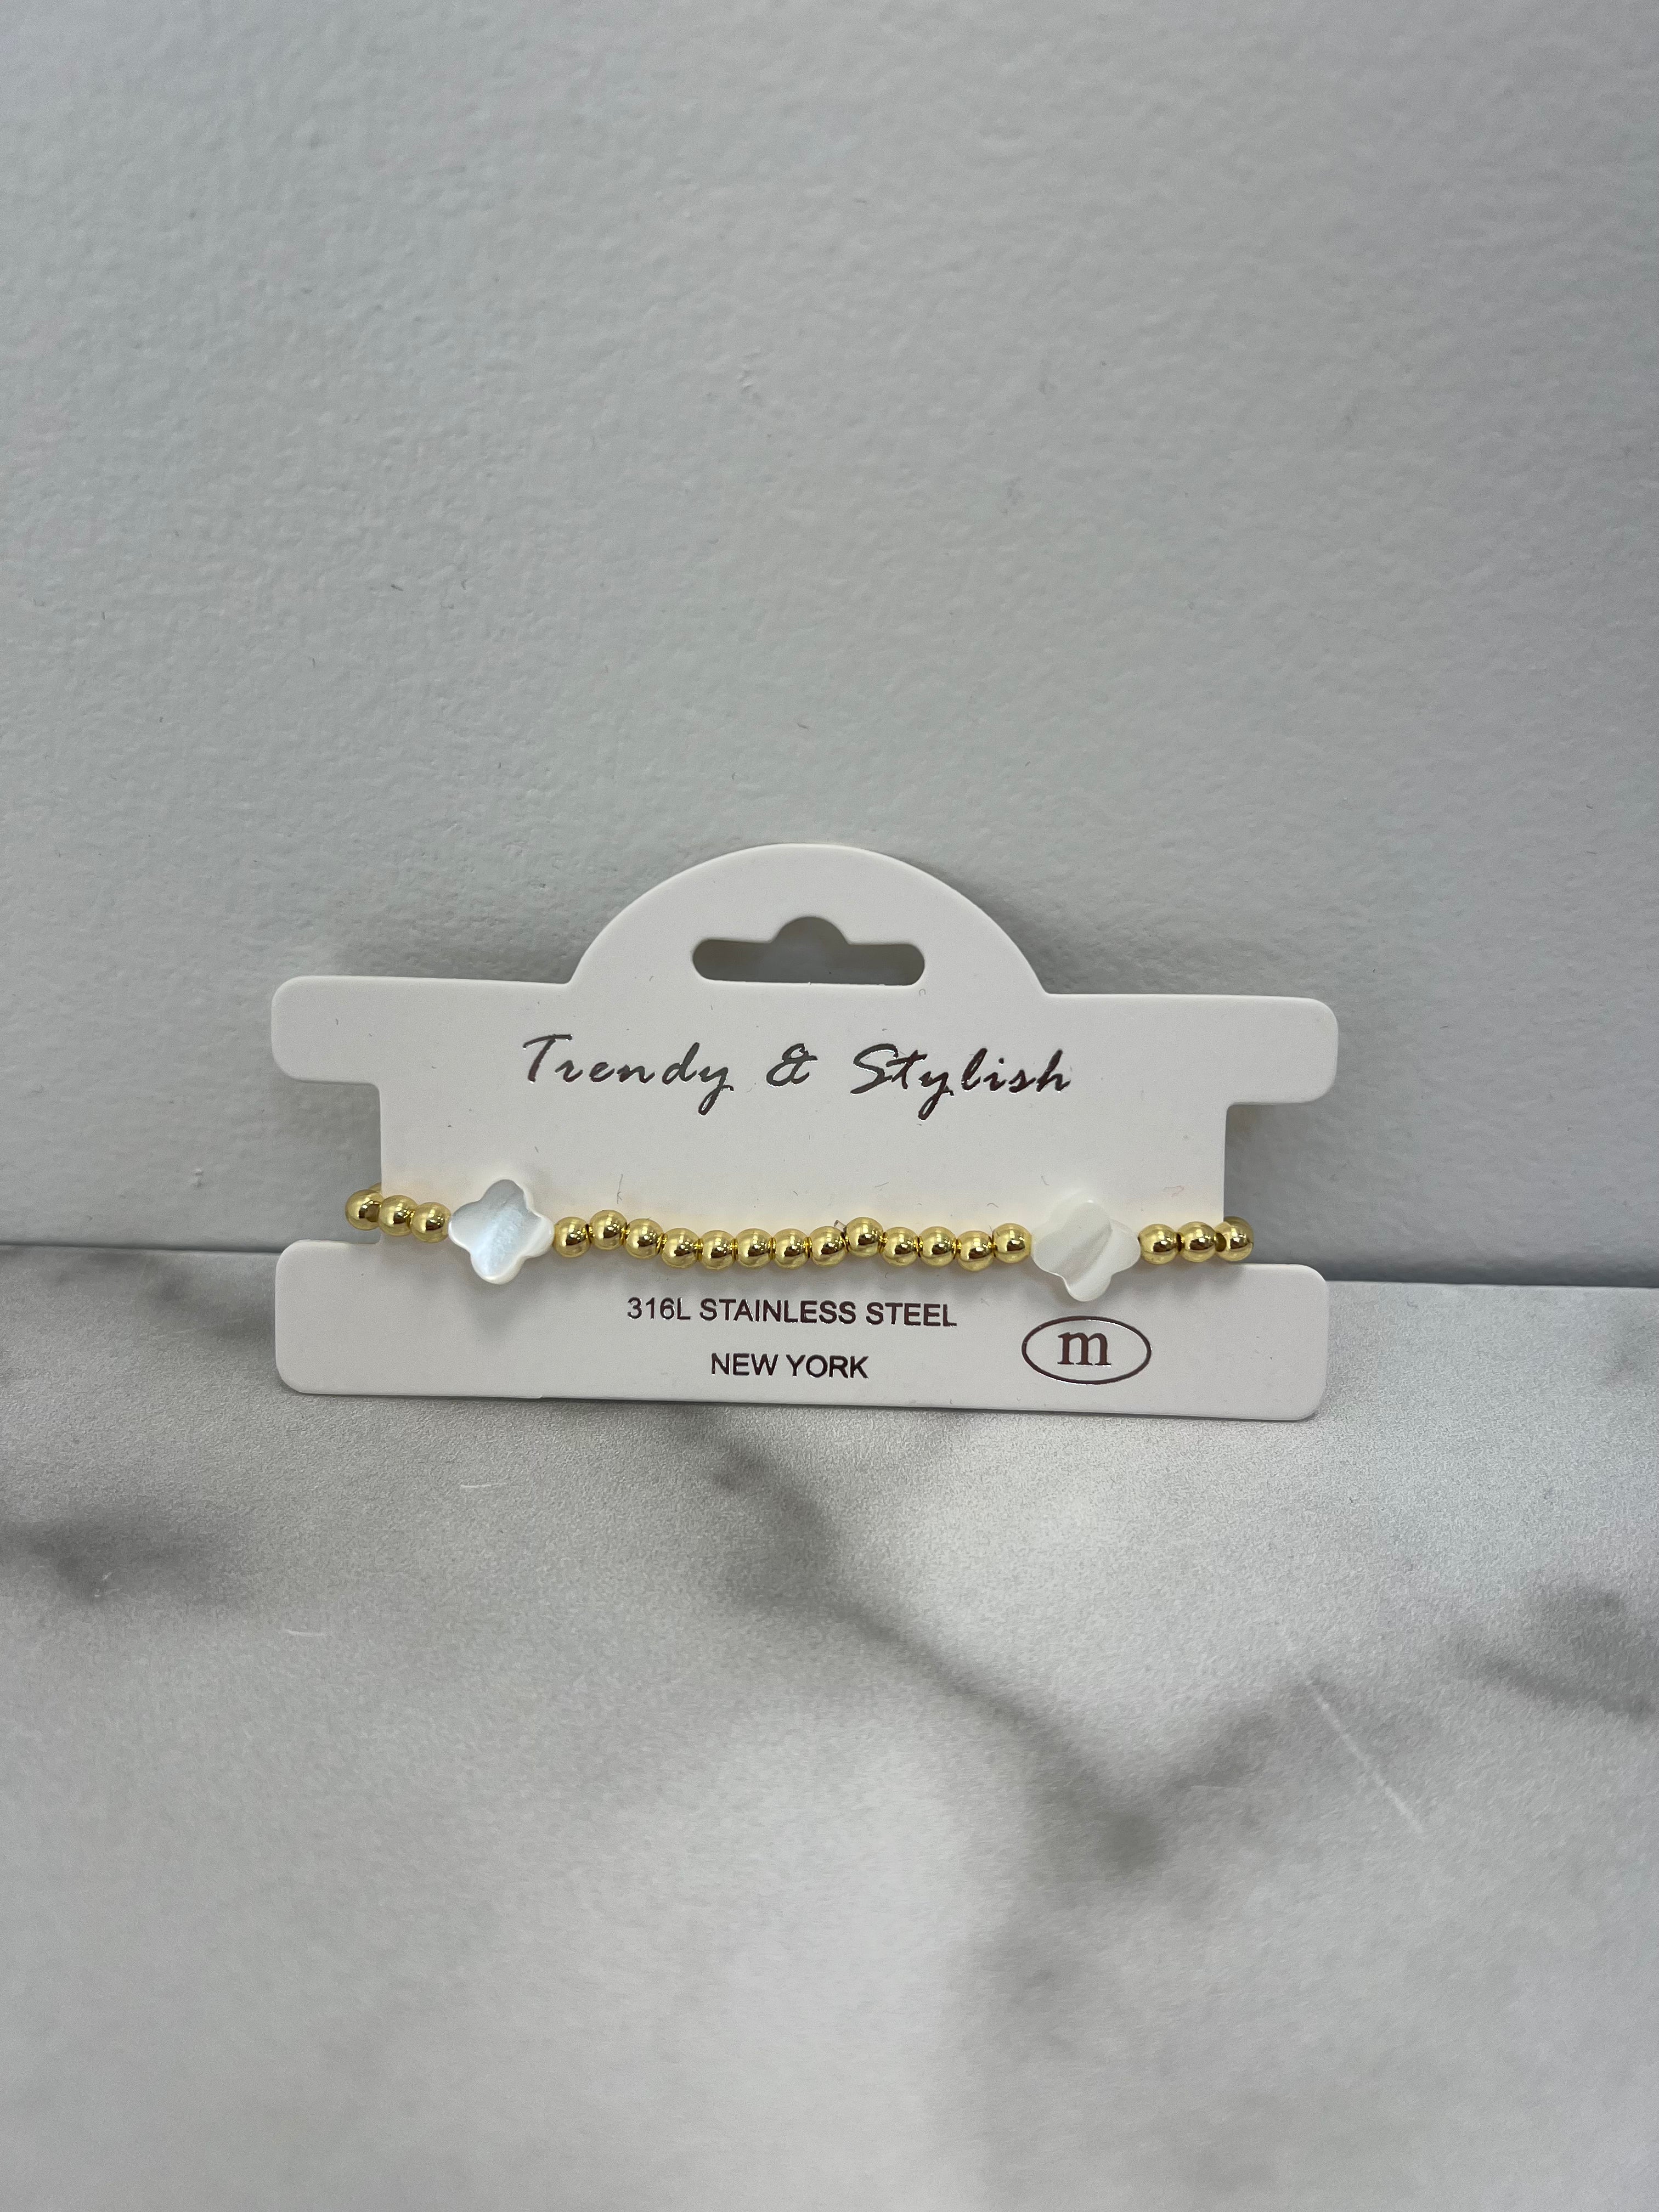 Trendy & Stylish
316L STAINLESS STEEL
NEW YORK
m